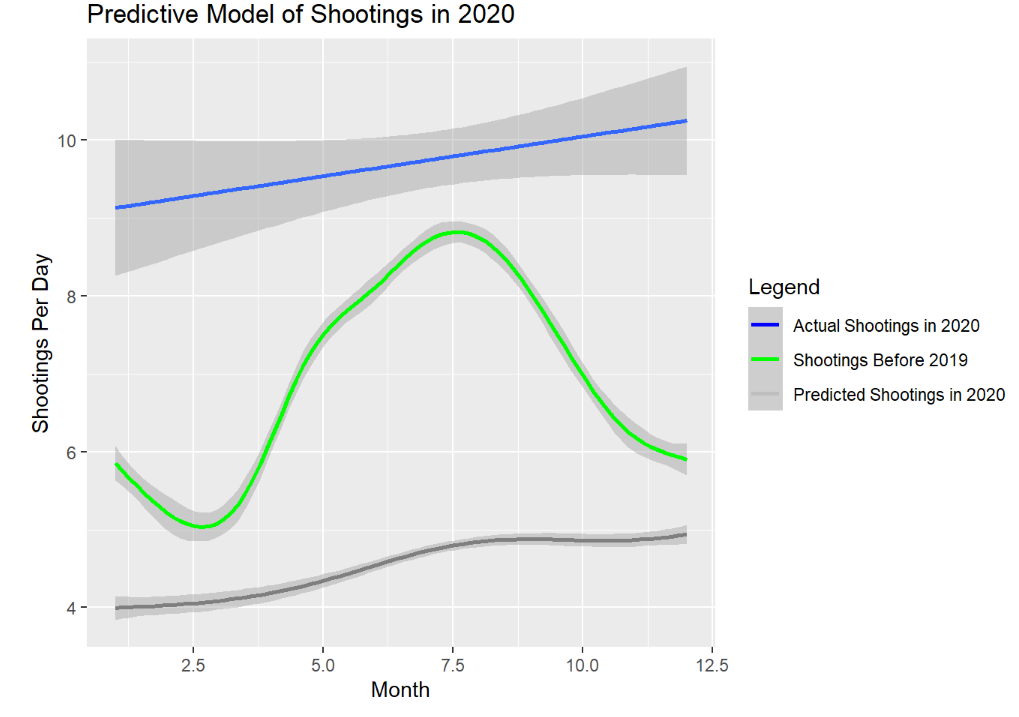 Predictive Model of Shootings in 2020
Shootings Per Day
10
8
6
4
2.5 5.0 7.5 10.0 12.5
Month
Legend
Actual Shootings in 2020
Shootings Before 2019
Predicted Shootings in 2020